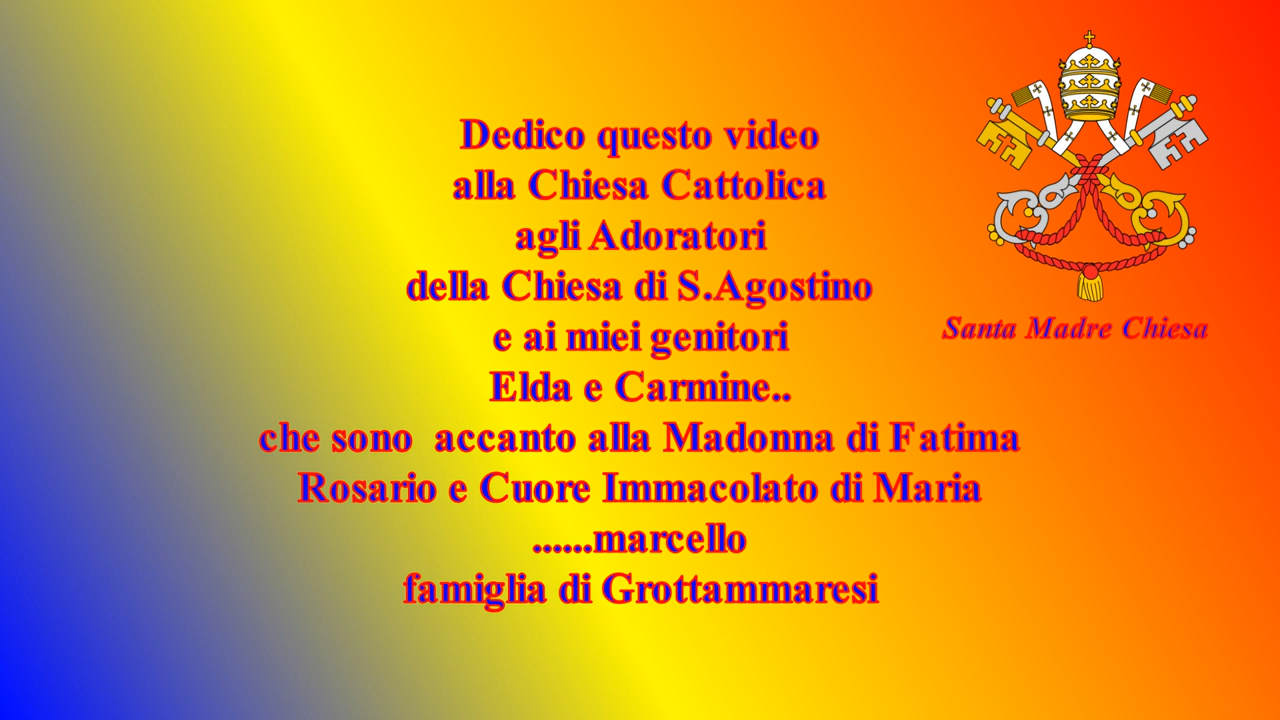 Dedico questo video
alla Chiesa Cattolica
agli Adoratori
della Chiesa di S.Agostino
e ai miei genitori
Elda e Carmine..
che sono  accanto alla Madonna di Fatima
Rosario e Cuore Immacolato di Maria
......marcello
famiglia di Grottammaresi
Santa Madre Chiesa